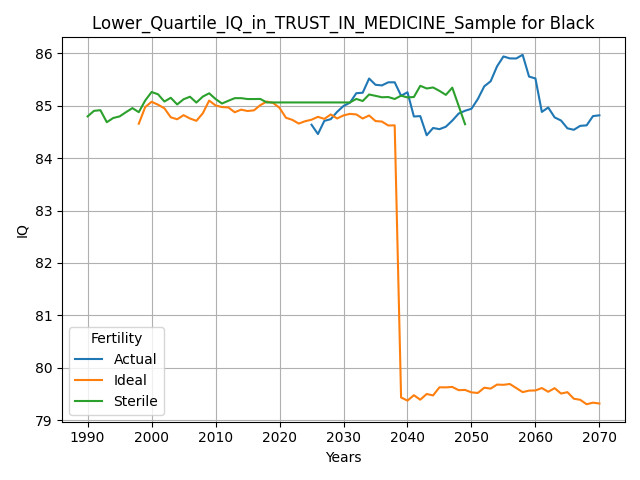 Lower_Quartile_IQ_in_TRUST_IN_MEDICINE_Sample for Black
86
85
84
83
82
81
80
79
IQ
Fertility
Actual
Ideal
Sterile
1990 2000 2010 2020 2030 2040 2050 2060 2070
Years